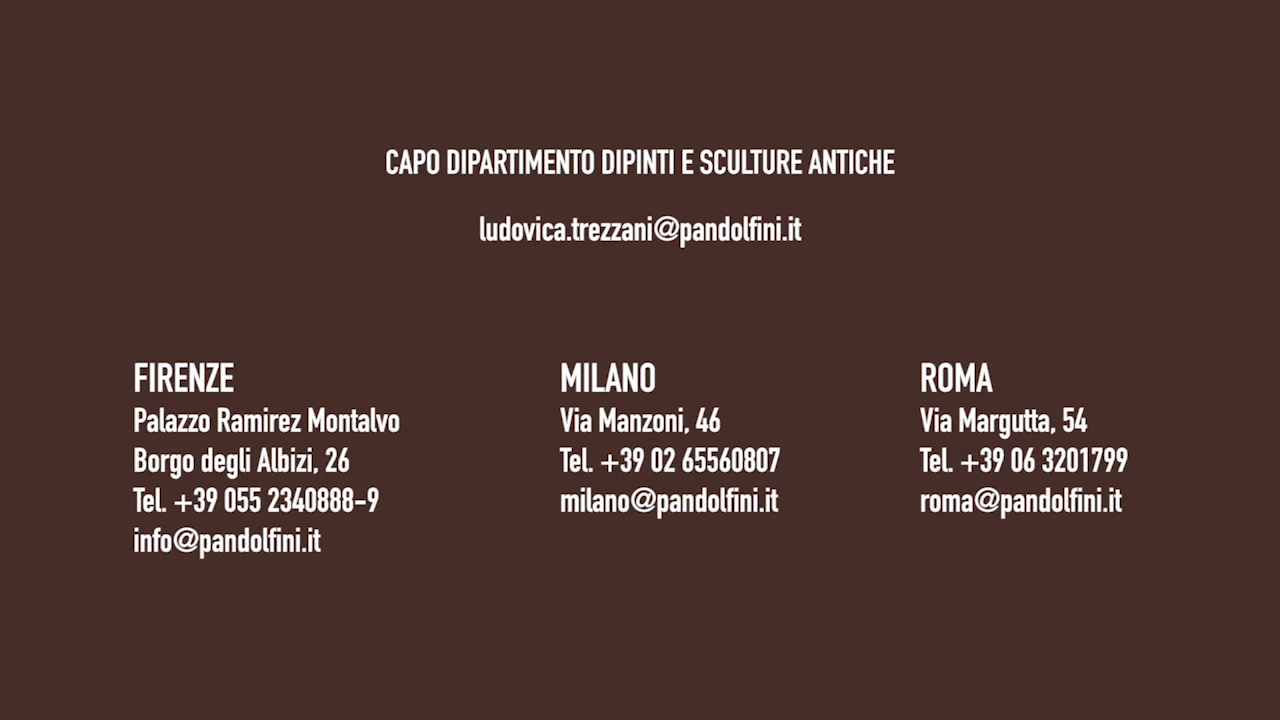 CAPO DIPARTIMENTO DIPINTI E SCULTURE ANTICHE
ludovica.trezzani@pandolfini.it
FIRENZE
Palazzo Ramirez Montalvo
Borgo degli Albizi, 26
Tel. +39 055 2340888-9
info@pandolfini.it
MILANO
Via Manzoni, 46
Tel. +39 02 65560807
milano@pandolfini.it
ROMA
Via Margutta, 54
Tel. +39 06 3201799
roma@pandolfini.it